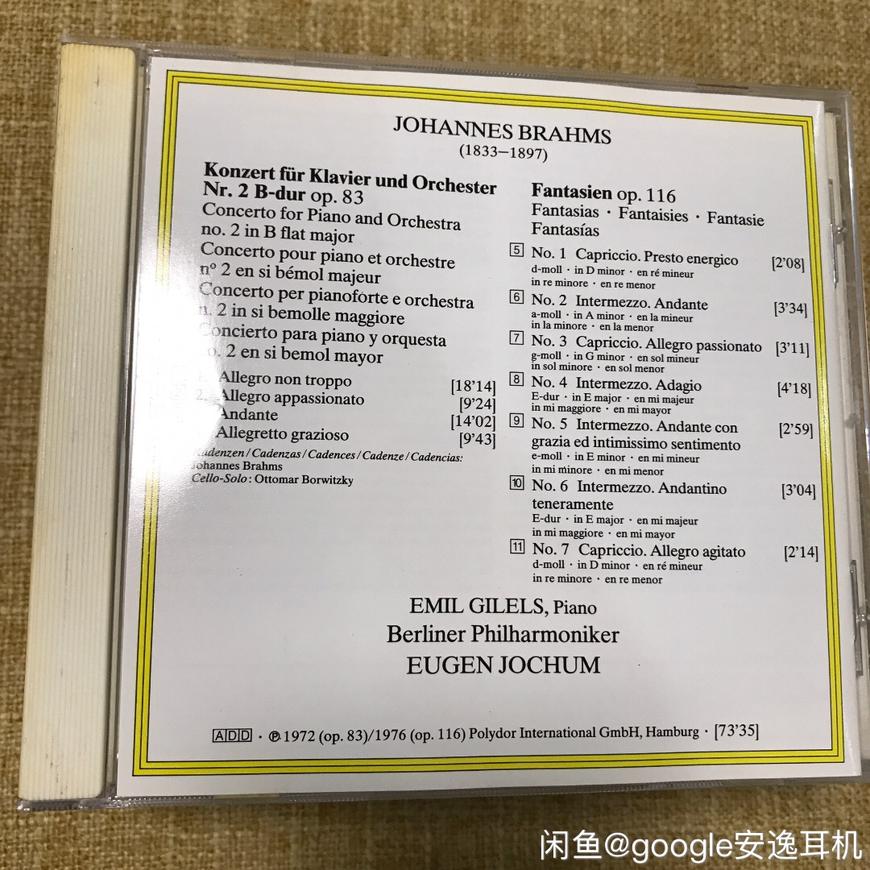 JOHANNES BRAHMS
(1833–1897)
Konzert für Klavier und Orchester
Nr. 2 B-dur op. 83
Concerto for Piano and Orchestra
no. 2 in B flat major
Concerto pour piano et orchestre
n° 2 en si bémol majeur
Concerto per pianoforte e orchestra
n. 2 in si bemolle maggiore
Concierto para piano y orquesta
no. 2 en si bemol mayor
Allegro non troppo [18'14]
2. Allegro appassionato [9'24]
Andante [14'02]
Allegretto grazioso [9'43]
Kadenzen / Cadenzas / Cadences / Cadenze / Cadencias:
Johannes Brahms
Cello-Solo: Ottomar Borwitzky
Fantasien op. 116
Fantasias · Fantaisies · Fantasie
Fantasías
5 No. 1 Capriccio. Presto energico [2'08]
d-moll · in D minor · en ré mineur
in re minore · en re menor
6 No. 2 Intermezzo. Andante [3'34]
a-moll · in A minor · en la mineur
in la minore · en la menor
7 No. 3 Capriccio. Allegro passionato [3'11]
g-moll · in G minor · en sol mineur
in sol minore · en sol menor
8 No. 4 Intermezzo. Adagio [4'18]
E-dur · in E major · en mi majeur
in mi maggiore · en mi mayor
9 No. 5 Intermezzo. Andante con [2'59]
grazia ed intimissimo sentimento
e-moll · in E minor · en mi mineur
in mi minore · en mi menor
10 No. 6 Intermezzo. Andantino [3'04]
teneramente
E-dur · in E major · en mi majeur
in mi maggiore · en mi mayor
11 No. 7 Capriccio. Allegro agitato [2'14]
d-moll · in D minor · en ré mineur
in re minore · en re menor
EMIL GILELS, Piano
Berliner Philharmoniker
EUGEN JOCHUM
ADD · ℗ 1972 (op. 83)/1976 (op. 116) Polydor International GmbH, Hamburg · [73'35]
闲鱼@google安逸耳机